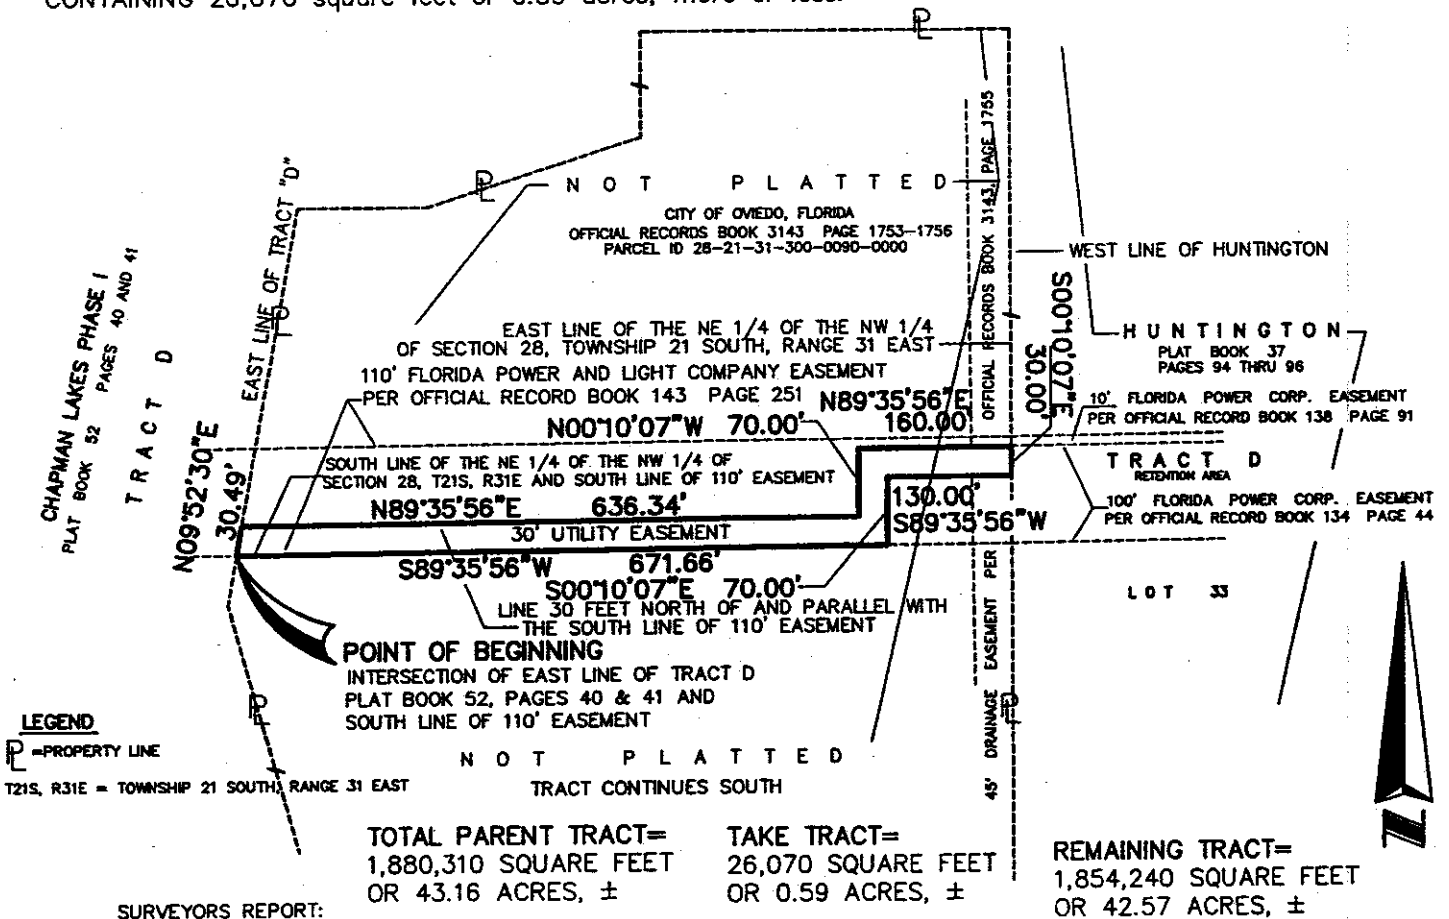 CONTAINING 26,070 square feet or 0.59 acres, more or less.
NOT PLATTED
CITY OF OVIEDO, FLORIDA
OFFICIAL RECORDS BOOK 3143 PAGE 1753-1756
PARCEL ID 28-21-31-300-0090-0000
EAST LINE OF TRACT "D"
CHAPMAN LAKES PHASE I
PLAT BOOK 52 PAGES 40 AND 41
TRACT D
45' DRAINAGE EASEMENT PER OFFICIAL RECORDS BOOK 3143, PAGE 1755
WEST LINE OF HUNTINGTON
S00°10'07"E
30.00'
HUNTINGTON
PLAT BOOK 37
PAGES 94 THRU 96
EAST LINE OF THE NE 1/4 OF THE NW 1/4
OF SECTION 28, TOWNSHIP 21 SOUTH, RANGE 31 EAST
110' FLORIDA POWER AND LIGHT COMPANY EASEMENT
PER OFFICIAL RECORD BOOK 143 PAGE 251
N89°35'56"E
160.00'
N00°10'07"W 70.00'
10' FLORIDA POWER CORP. EASEMENT
PER OFFICIAL RECORD BOOK 138 PAGE 91
TRACT D
RETENTION AREA
100' FLORIDA POWER CORP. EASEMENT
PER OFFICIAL RECORD BOOK 134 PAGE 44
N09°52'30"E
30.49'
SOUTH LINE OF THE NE 1/4 OF THE NW 1/4 OF
SECTION 28, T21S, R31E AND SOUTH LINE OF 110' EASEMENT
N89°35'56"E 636.34'
130.00'
S89°35'56"W
30' UTILITY EASEMENT
S89°35'56"W 671.66'
S00°10'07"E 70.00'
LINE 30 FEET NORTH OF AND PARALLEL WITH
THE SOUTH LINE OF 110' EASEMENT
LOT 33
POINT OF BEGINNING
INTERSECTION OF EAST LINE OF TRACT D
PLAT BOOK 52, PAGES 40 & 41 AND
SOUTH LINE OF 110' EASEMENT
LEGEND
PL =PROPERTY LINE
T21S, R31E = TOWNSHIP 21 SOUTH, RANGE 31 EAST
NOT PLATTED
TRACT CONTINUES SOUTH
TOTAL PARENT TRACT=
1,880,310 SQUARE FEET
OR 43.16 ACRES, ±
TAKE TRACT=
26,070 SQUARE FEET
OR 0.59 ACRES, ±
REMAINING TRACT=
1,854,240 SQUARE FEET
OR 42.57 ACRES, ±
N
SURVEYORS REPORT: